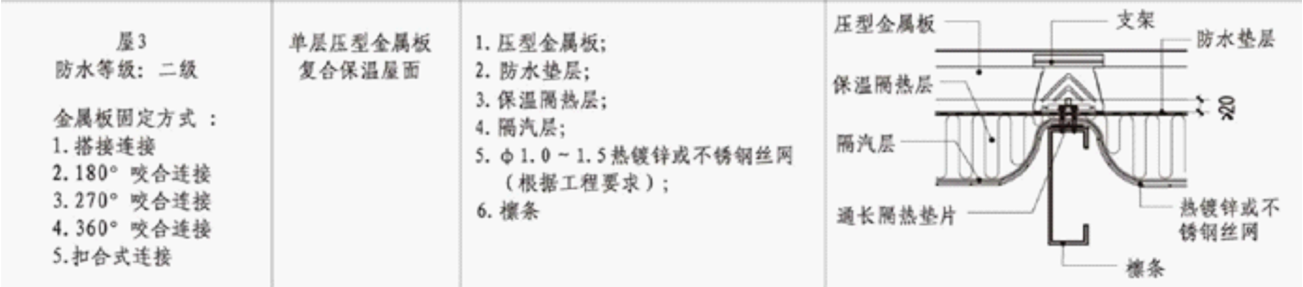 屋3
防水等级：二级
金属板固定方式：
1.搭接连接
2.180°咬合连接
3.270°咬合连接
4.360°咬合连接
5.扣合式连接
单层压型金属板
复合保温屋面
1.压型金属板;
2.防水垫层;
3.保温隔热层;
4.隔汽层;
5.φ1.0~1.5热镀锌或不锈钢丝网
（根据工程要求）;
6.檩条
压型金属板
支架
防水垫层
保温隔热层
≥20
隔汽层
通长隔热垫片
热镀锌或不
锈钢丝网
檩条